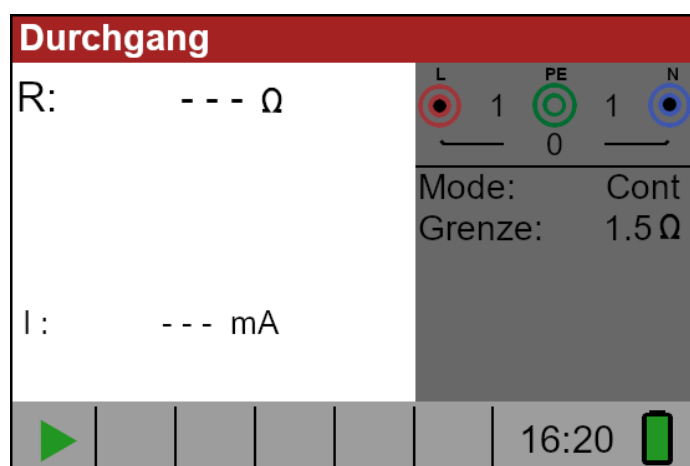 Durchgang
R: - - - Ω
L PE N
1 1
0
Mode: Cont
Grenze: 1.5 Ω
I : - - - mA
16:20